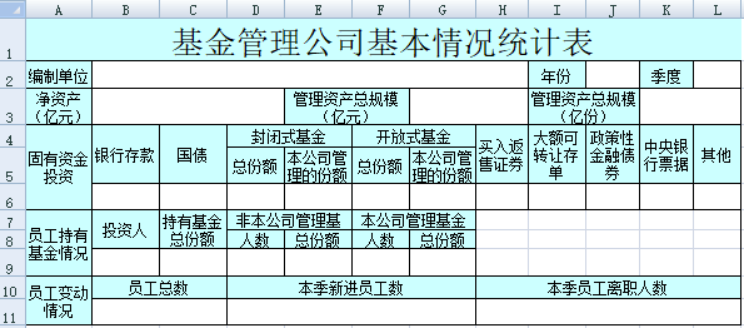 A B C D E F G H I J K L
1 基金管理公司基本情况统计表
2 编制单位 年份 季度
3 净资产（亿元） 管理资产总规模（亿元） 管理资产总规模（亿份）
4 固有资金投资 银行存款 国债 封闭式基金 开放式基金 买入返售证券 大额可转让存单 政策性金融债券 中央银行票据 其他
5 总份额 本公司管理的份额 总份额 本公司管理的份额
6
7 员工持有基金情况 投资人 持有基金总份额 非本公司管理基 本公司管理基金
8 人数 总份额 人数 总份额
9
10 员工变动情况 员工总数 本季新进员工数 本季员工离职人数
11